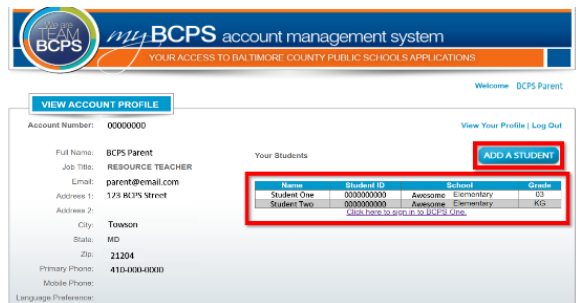 We are
TEAM
BCPS
myBCPS account management system
YOUR ACCESS TO BALTIMORE COUNTY PUBLIC SCHOOLS APPLICATIONS
Welcome BCPS Parent
VIEW ACCOUNT PROFILE
Account Number: 00000000
View Your Profile | Log Out
Full Name: BCPS Parent
Your Students
ADD A STUDENT
Job Title: RESOURCE TEACHER
Email: parent@email.com
Address 1: 123 BCPS Street
Address 2:
City: Towson
State: MD
Zip: 21204
Primary Phone: 410-000-0000
Mobile Phone:
Language Preference:
Name Student ID School Grade
Student One 0000000000 Awesome Elementary 03
Student Two 0000000000 Awesome Elementary KG
Click here to sign in to BCPS One.